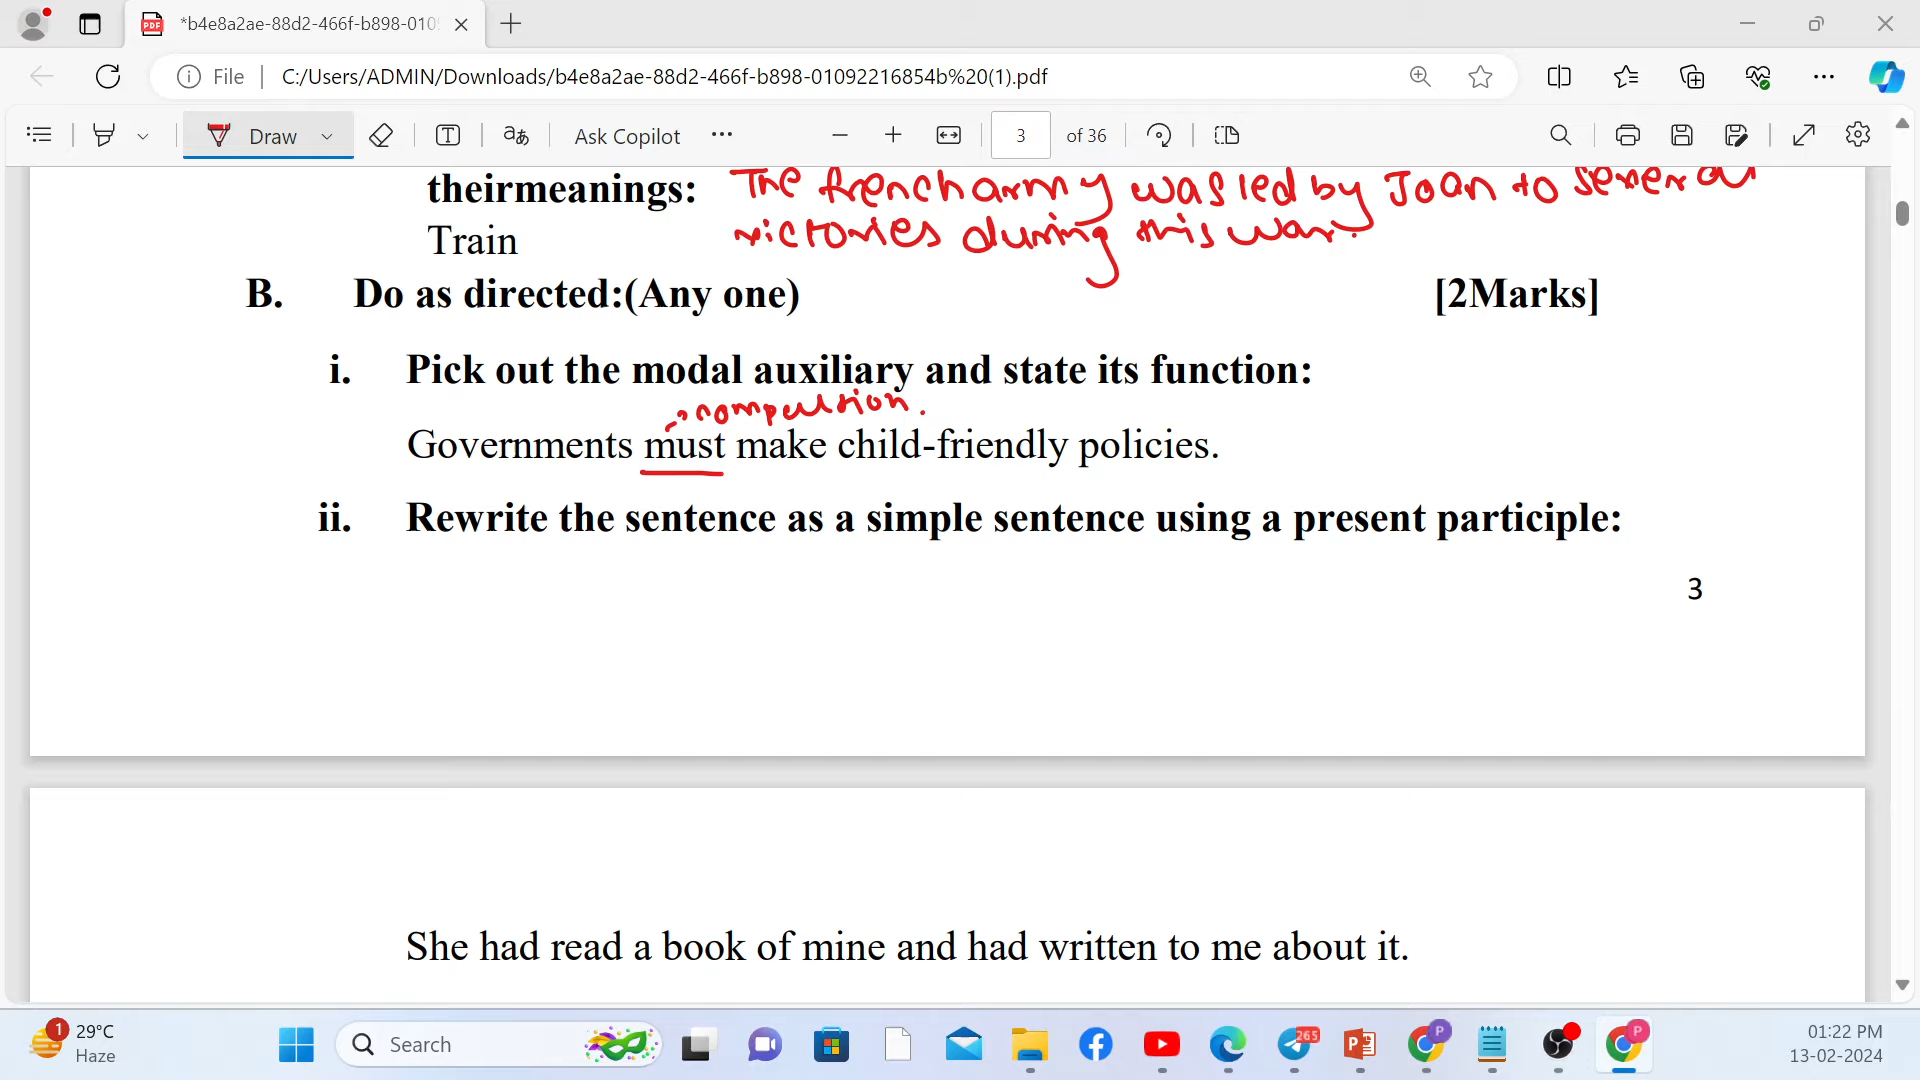 *b4e8a2ae-88d2-466f-b898-010
File
C:/Users/ADMIN/Downloads/b4e8a2ae-88d2-466f-b898-01092216854b%20(1).pdf
Draw
Ask Copilot
3
of 36
theirmeanings: The french army was led by Joan to several
Train victories during this war.
B. Do as directed:(Any one) [2Marks]
i. Pick out the modal auxiliary and state its function:
compulsion.
Governments must make child-friendly policies.
ii. Rewrite the sentence as a simple sentence using a present participle:
3
She had read a book of mine and had written to me about it.
1
29°C
Haze
Search
265
01:22 PM
13-02-2024